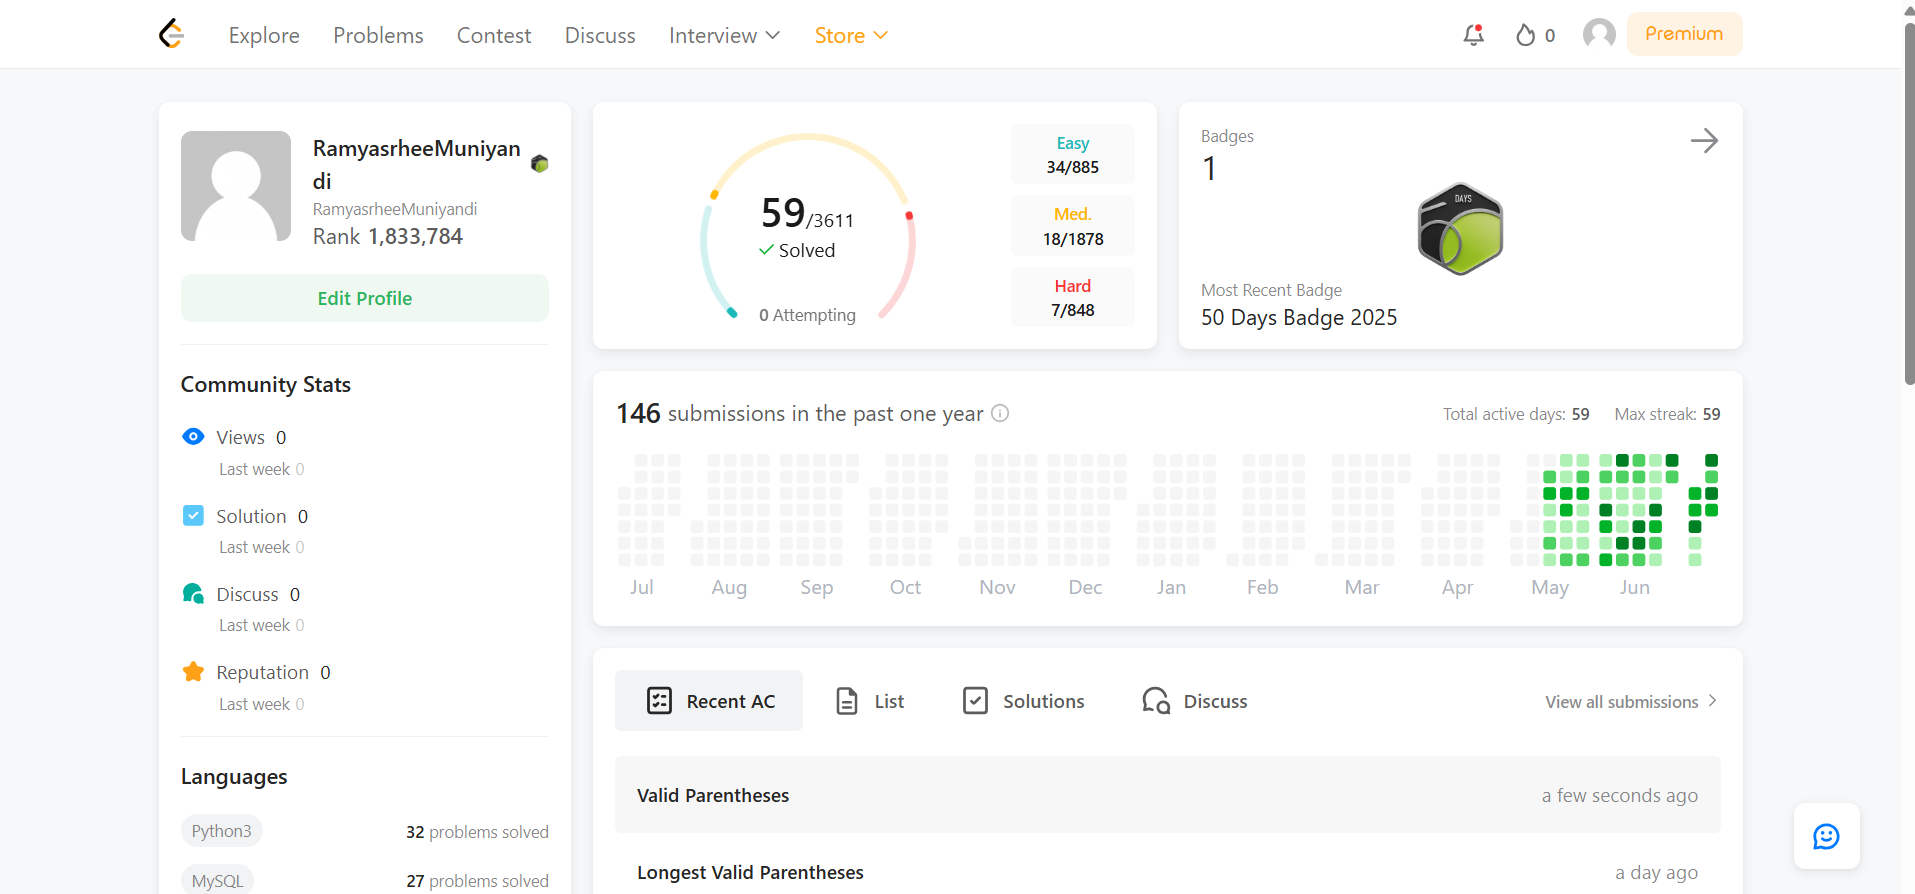 Explore Problems Contest Discuss Interview Store 0 Premium
RamyasrheeMuniyan
di
RamyasrheeMuniyandi
Rank 1,833,784
Edit Profile
Community Stats
Views 0
Last week 0
Solution 0
Last week 0
Discuss 0
Last week 0
Reputation 0
Last week 0
Languages
Python3 32 problems solved
MySQL 27 problems solved
59/3611
Solved
0 Attempting
Easy
34/885
Med.
18/1878
Hard
7/848
Badges
1
DAYS
Most Recent Badge
50 Days Badge 2025
146 submissions in the past one year Total active days: 59 Max streak: 59
Jul Aug Sep Oct Nov Dec Jan Feb Mar Apr May Jun
Recent AC List Solutions Discuss View all submissions
Valid Parentheses a few seconds ago
Longest Valid Parentheses a day ago